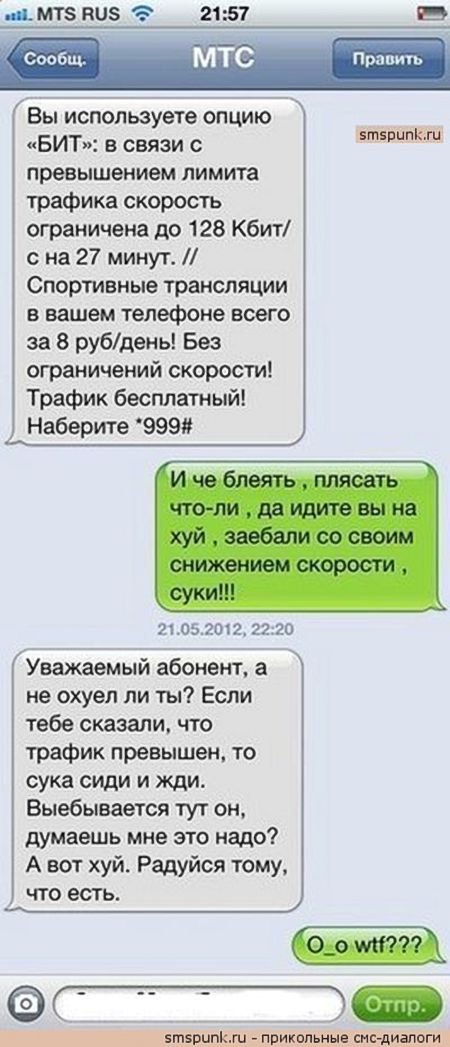 MTS RUS 21:57
Сообщ. МТС Править
smspunk.ru
Вы используете опцию
«БИТ»: в связи с
превышением лимита
трафика скорость
ограничена до 128 Кбит/
с на 27 минут. //
Спортивные трансляции
в вашем телефоне всего
за 8 руб/день! Без
ограничений скорости!
Трафик бесплатный!
Наберите *999#
И че блеять , плясать
что-ли , да идите вы на
хуй , заебали со своим
снижением скорости ,
суки!!!
21.05.2012, 22:20
Уважаемый абонент, а
не охуел ли ты? Если
тебе сказали, что
трафик превышен, то
сука сиди и жди.
Выебывается тут он,
думаешь мне это надо?
А вот хуй. Радуйся тому,
что есть.
O_o wtf???
Отпр.
smspunk.ru - прикольные смс-диалоги